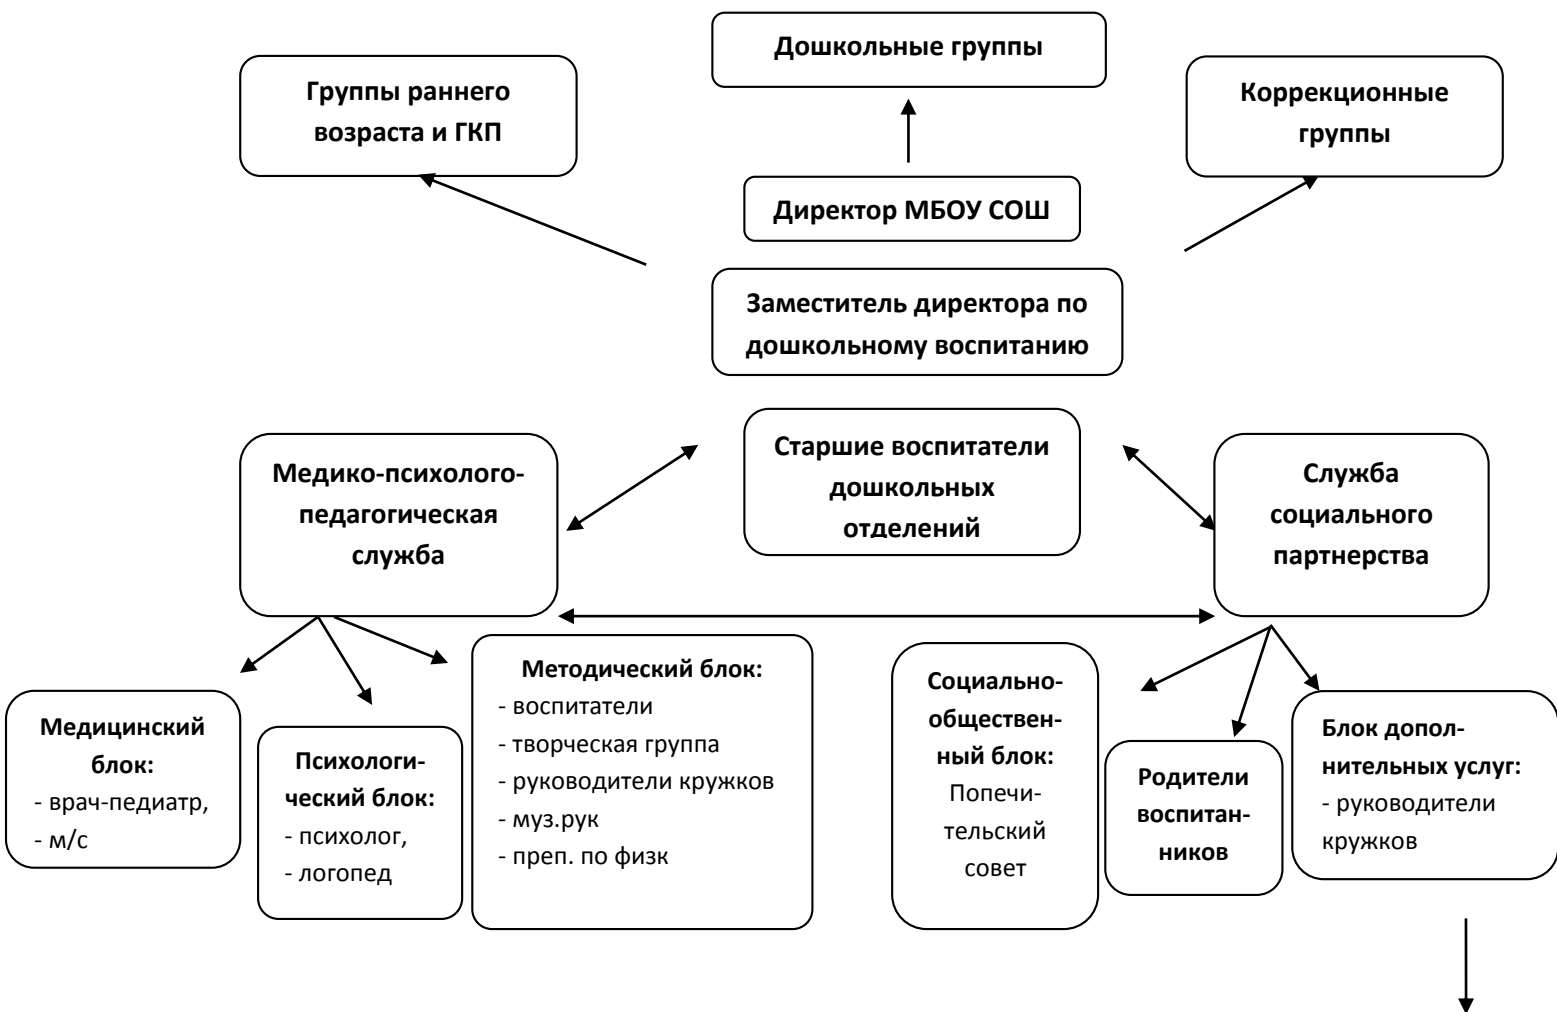 Дошкольные группы
Группы раннего
возраста и ГКП
Коррекционные
группы
Директор МБОУ СОШ
Заместитель директора по
дошкольному воспитанию
Старшие воспитатели
дошкольных
отделений
Медико-психолого-
педагогическая
служба
Служба
социального
партнерства
Медицинский
блок:
- врач-педиатр,
- м/с
Психологи-
ческий блок:
- психолог,
- логопед
Методический блок:
- воспитатели
- творческая группа
- руководители кружков
- муз.рук
- преп. по физк
Социально-
обществен-
ный блок:
Попечи-
тельский
совет
Родители
воспитан-
ников
Блок допол-
нительных услуг:
- руководители
кружков